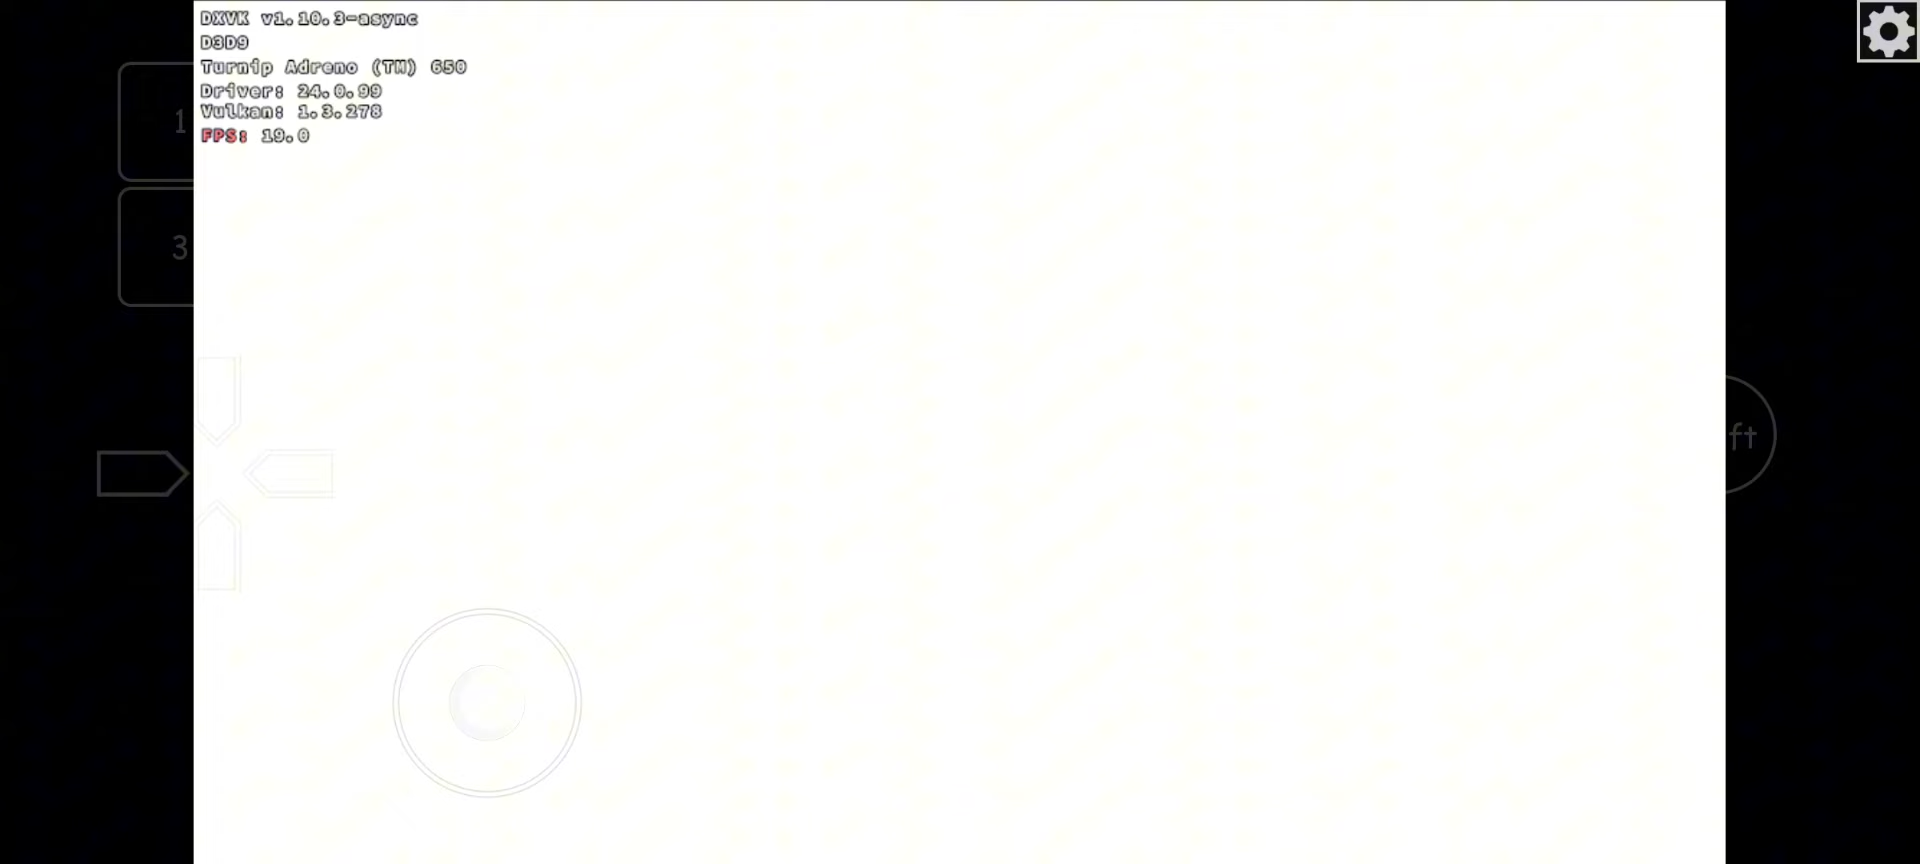 DXVK v1.10.3-async
D3D9
Turnip Adreno (TM) 650
Driver: 24.0.99
Vulkan: 1.3.278
FPS: 19.0
1
3
ft